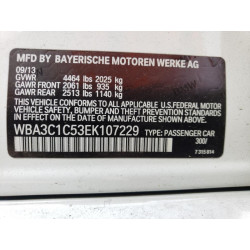 MFD BY BAYERISCHE MOTOREN WERKE AG
09/13
GVWR 4464 lbs 2025 kg
GAWR FRONT 2061 lbs 935 kg
GAWR REAR 2513 lbs 1140 kg
THIS VEHICLE CONFORMS TO ALL
APPLICABLE U.S.FEDERAL MOTOR
VEHICLE SAFETY, BUMPER, AND
THEFT PREVENTION STANDARDS
IN EFFECT ON THE DATE OF
MANUFACTURE SHOWN ABOVE.
WBA3C1C53EK107229 TYPE: PASSENGER CAR
300/